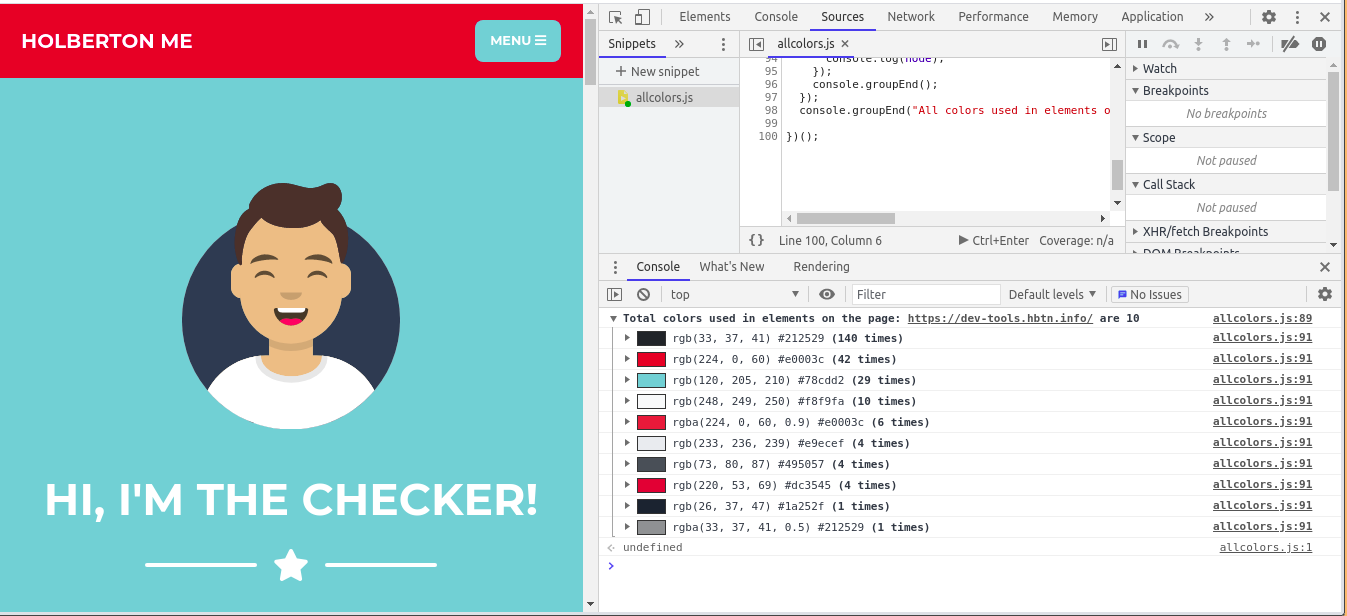 HOLBERTON ME
MENU
HI, I'M THE CHECKER!
Elements Console Sources Network Performance Memory Application »
Snippets »
allcolors.js ×
+ New snippet
allcolors.js
94 console.log(node);
95 });
96 console.groupEnd();
97 });
98 console.groupEnd("All colors used in elements o
99
100 })();
{} Line 100, Column 6 Ctrl+Enter Coverage: n/a
Watch
Breakpoints
No breakpoints
Scope
Not paused
Call Stack
Not paused
XHR/fetch Breakpoints
DOM Breakpoints
Console What's New Rendering
top Filter Default levels No Issues
Total colors used in elements on the page: https://dev-tools.hbtn.info/ are 10 allcolors.js:89
rgb(33, 37, 41) #212529 (140 times) allcolors.js:91
rgb(224, 0, 60) #e0003c (42 times) allcolors.js:91
rgb(120, 205, 210) #78cdd2 (29 times) allcolors.js:91
rgb(248, 249, 250) #f8f9fa (10 times) allcolors.js:91
rgba(224, 0, 60, 0.9) #e0003c (6 times) allcolors.js:91
rgb(233, 236, 239) #e9ecef (4 times) allcolors.js:91
rgb(73, 80, 87) #495057 (4 times) allcolors.js:91
rgb(220, 53, 69) #dc3545 (4 times) allcolors.js:91
rgb(26, 37, 47) #1a252f (1 times) allcolors.js:91
rgba(33, 37, 41, 0.5) #212529 (1 times) allcolors.js:91
undefined allcolors.js:1